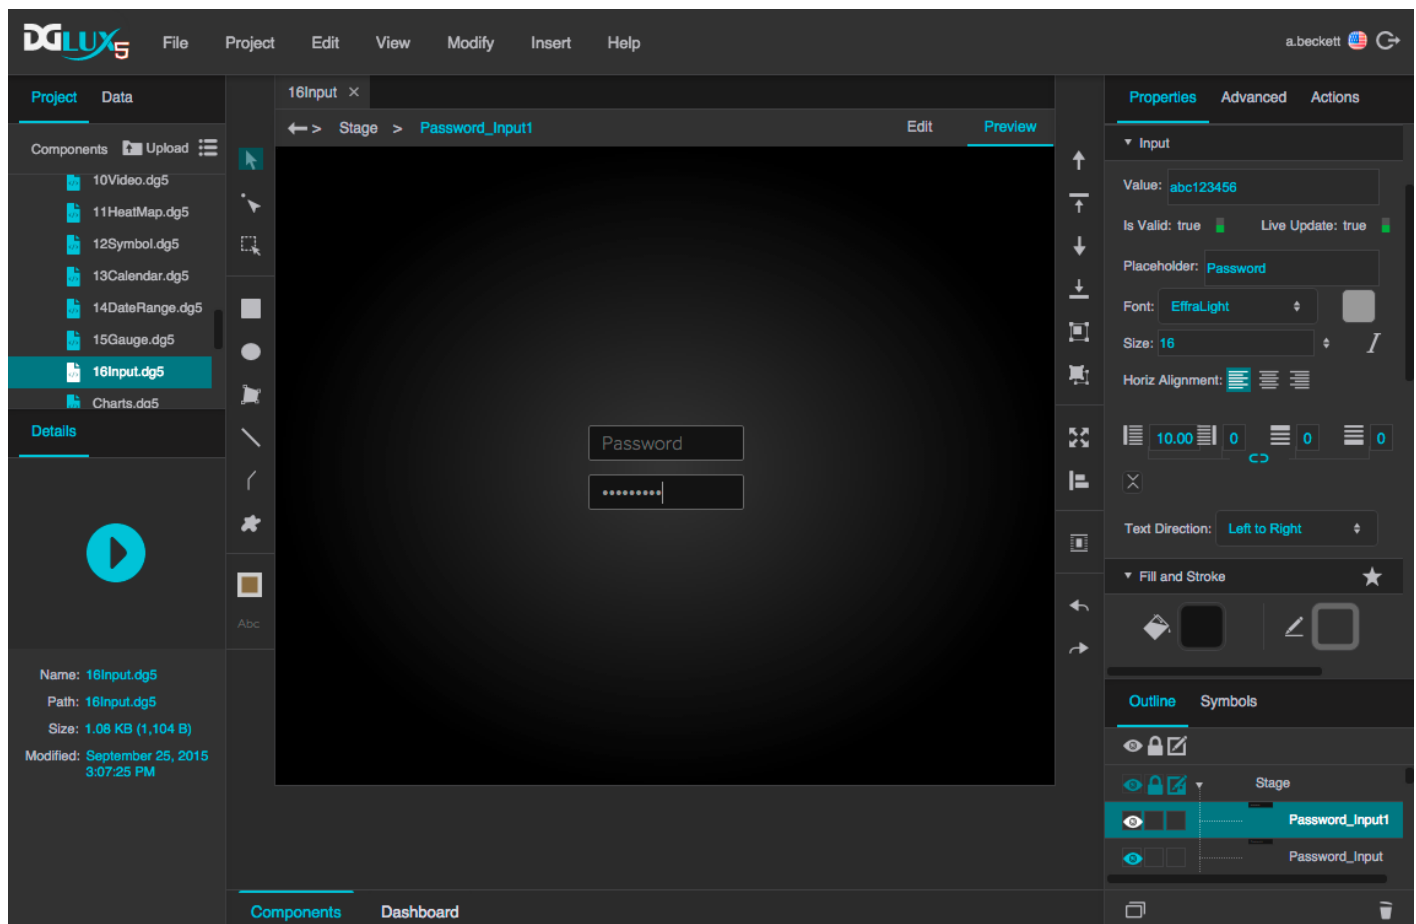 DGLUX5 File Project Edit View Modify Insert Help a.beckett
Project Data
Components Upload
10Video.dg5
11HeatMap.dg5
12Symbol.dg5
13Calendar.dg5
14DateRange.dg5
15Gauge.dg5
16Input.dg5
Charts.dg5
Details
Name: 16Input.dg5
Path: 16Input.dg5
Size: 1.08 KB (1,104 B)
Modified: September 25, 2015
3:07:25 PM
Abc
16Input
Stage > Password_Input1 Edit Preview
Password
•••••••••
Components Dashboard
Properties Advanced Actions
Input
Value: abc123456
Is Valid: true Live Update: true
Placeholder: Password
Font: EffraLight
Size: 16 I
Horiz Alignment:
10.00 0 0 0
Text Direction: Left to Right
Fill and Stroke
Outline Symbols
Stage
Password_Input1
Password_Input